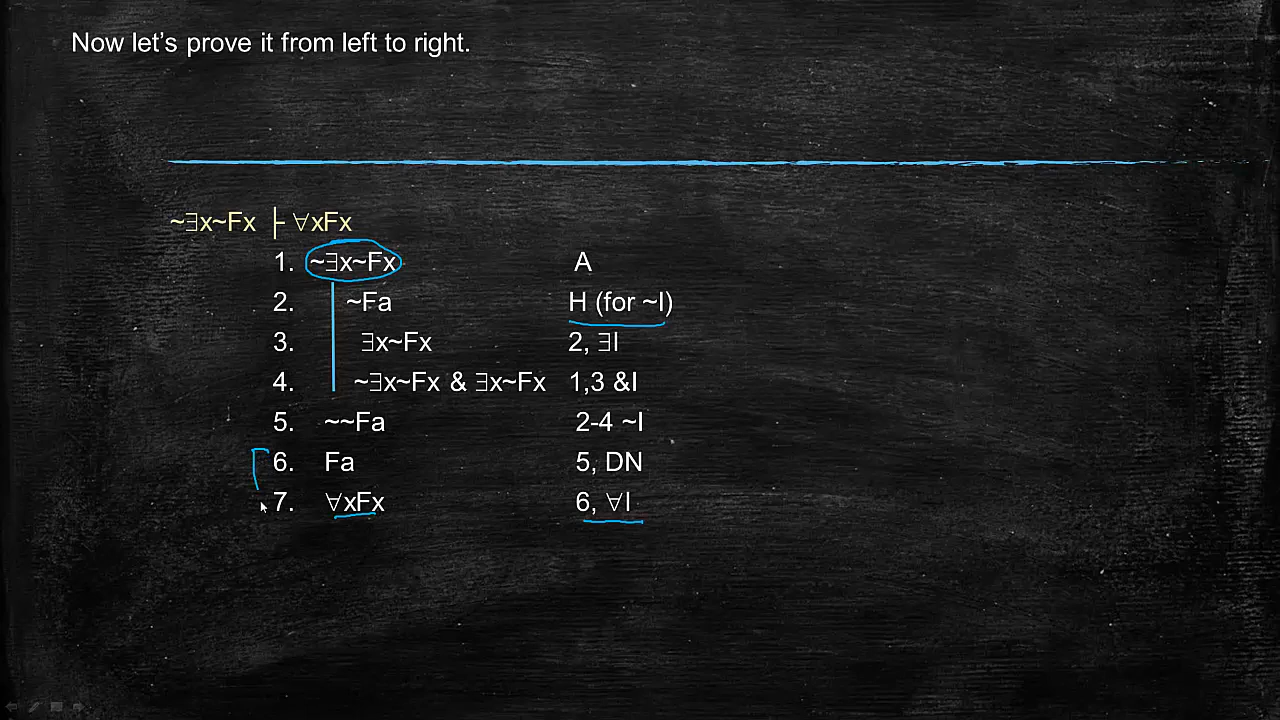 Now let's prove it from left to right.
~∃x~Fx ├ ∀xFx
1. ~∃x~Fx A
2. ~Fa H (for ~I)
3. ∃x~Fx 2, ∃I
4. ~∃x~Fx & ∃x~Fx 1,3 &I
5. ~~Fa 2-4 ~I
6. Fa 5, DN
7. ∀xFx 6, ∀I